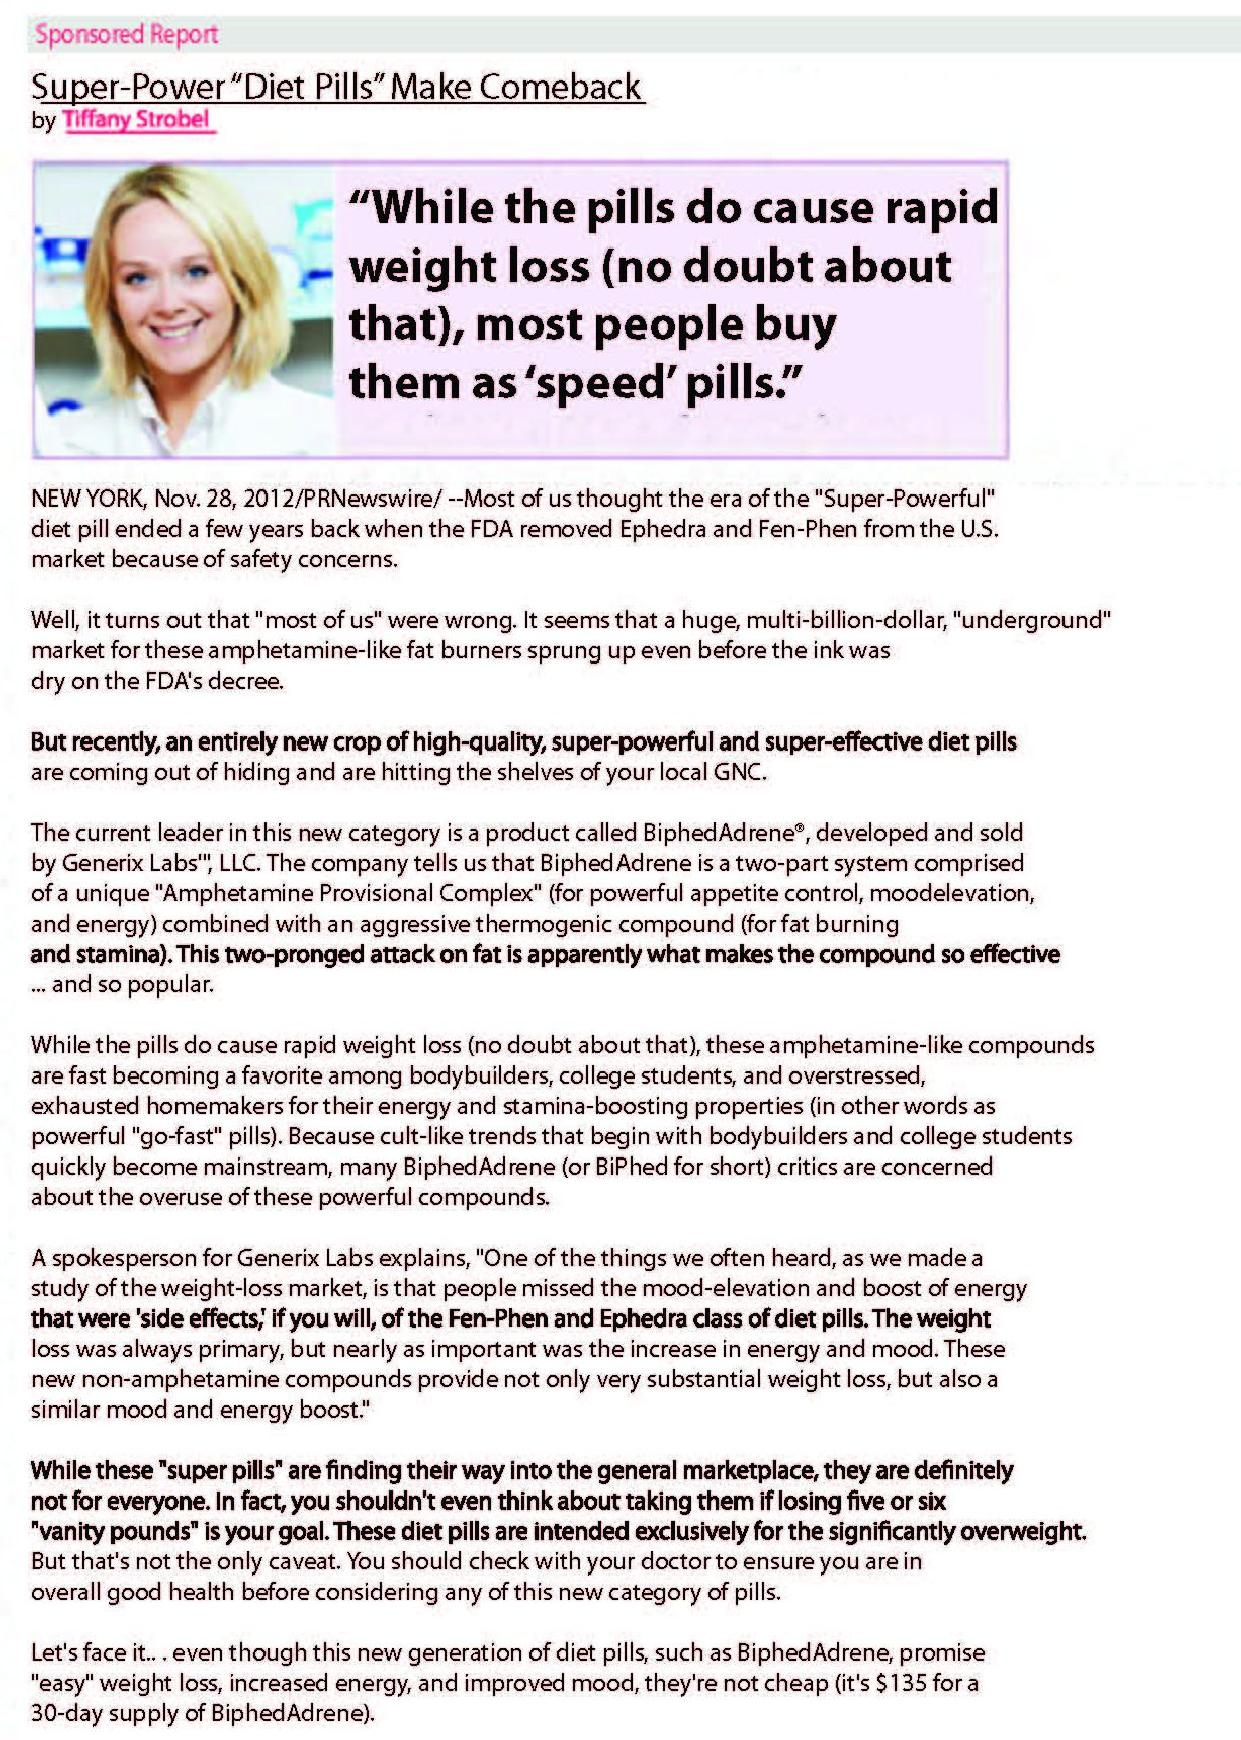 Sponsored Report
Super-Power "Diet Pills" Make Comeback
by Tiffany Strobel
"While the pills do cause rapid
weight loss (no doubt about
that), most people buy
them as 'speed' pills."
NEW YORK, Nov. 28, 2012/PRNewswire/ --Most of us thought the era of the "Super-Powerful"
diet pill ended a few years back when the FDA removed Ephedra and Fen-Phen from the U.S.
market because of safety concerns.
Well, it turns out that "most of us" were wrong. It seems that a huge, multi-billion-dollar, "underground"
market for these amphetamine-like fat burners sprung up even before the ink was
dry on the FDA's decree.
But recently, an entirely new crop of high-quality, super-powerful and super-effective diet pills
are coming out of hiding and are hitting the shelves of your local GNC.
The current leader in this new category is a product called BiphedAdrene®, developed and sold
by Generix Labs'", LLC. The company tells us that BiphedAdrene is a two-part system comprised
of a unique "Amphetamine Provisional Complex" (for powerful appetite control, moodelevation,
and energy) combined with an aggressive thermogenic compound (for fat burning
and stamina). This two-pronged attack on fat is apparently what makes the compound so effective
... and so popular.
While the pills do cause rapid weight loss (no doubt about that), these amphetamine-like compounds
are fast becoming a favorite among bodybuilders, college students, and overstressed,
exhausted homemakers for their energy and stamina-boosting properties (in other words as
powerful "go-fast" pills). Because cult-like trends that begin with bodybuilders and college students
quickly become mainstream, many BiphedAdrene (or BiPhed for short) critics are concerned
about the overuse of these powerful compounds.
A spokesperson for Generix Labs explains, "One of the things we often heard, as we made a
study of the weight-loss market, is that people missed the mood-elevation and boost of energy
that were 'side effects,' if you will, of the Fen-Phen and Ephedra class of diet pills. The weight
loss was always primary, but nearly as important was the increase in energy and mood. These
new non-amphetamine compounds provide not only very substantial weight loss, but also a
similar mood and energy boost."
While these "super pills" are finding their way into the general marketplace, they are definitely
not for everyone. In fact, you shouldn't even think about taking them if losing five or six
"vanity pounds" is your goal. These diet pills are intended exclusively for the significantly overweight.
But that's not the only caveat. You should check with your doctor to ensure you are in
overall good health before considering any of this new category of pills.
Let's face it.. . even though this new generation of diet pills, such as BiphedAdrene, promise
"easy" weight loss, increased energy, and improved mood, they're not cheap (it's $135 for a
30-day supply of BiphedAdrene).